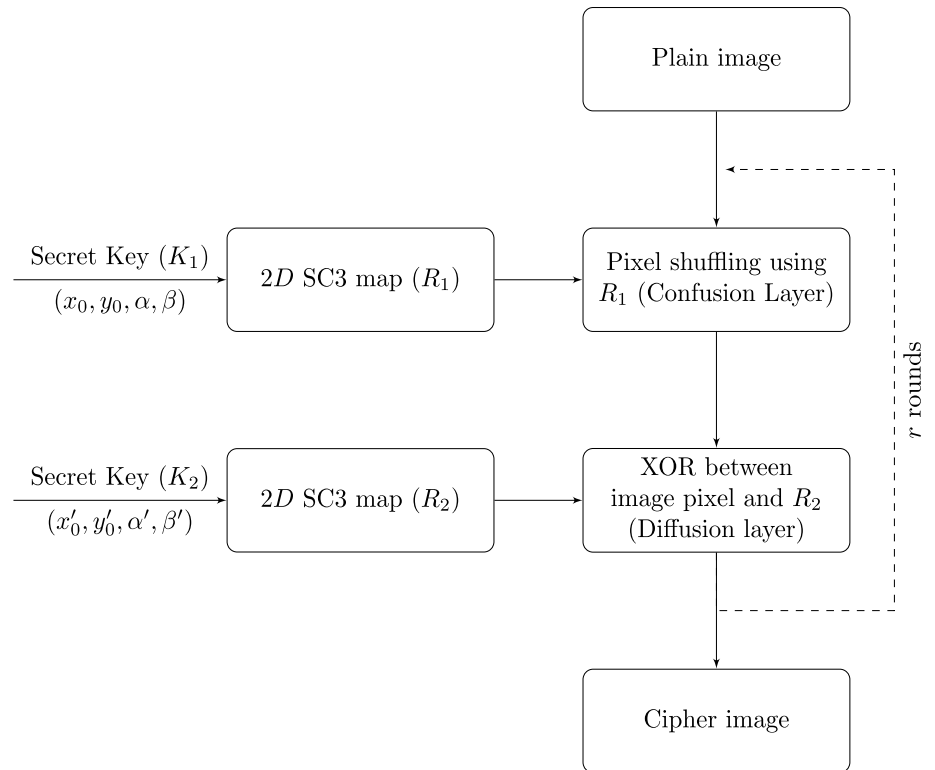 Plain image
Secret Key (K₁)
(x₀, y₀, α, β)
2D SC3 map (R₁)
Pixel shuffling using
R₁ (Confusion Layer)
r rounds
Secret Key (K₂)
(x′₀, y′₀, α′, β′)
2D SC3 map (R₂)
XOR between
image pixel and R₂
(Diffusion layer)
Cipher image